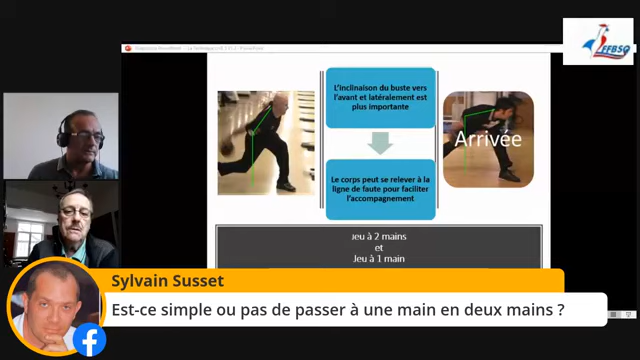 FFBSQ
L'inclinaison du buste vers
l'avant et latéralement est
plus importante
Arrivée
Le corps peut se relever à la
ligne de faute pour faciliter
l'accompagnement
Jeu à 2 mains
et
Jeu à 1 main
Sylvain Susset
Est-ce simple ou pas de passer à une main en deux mains ?